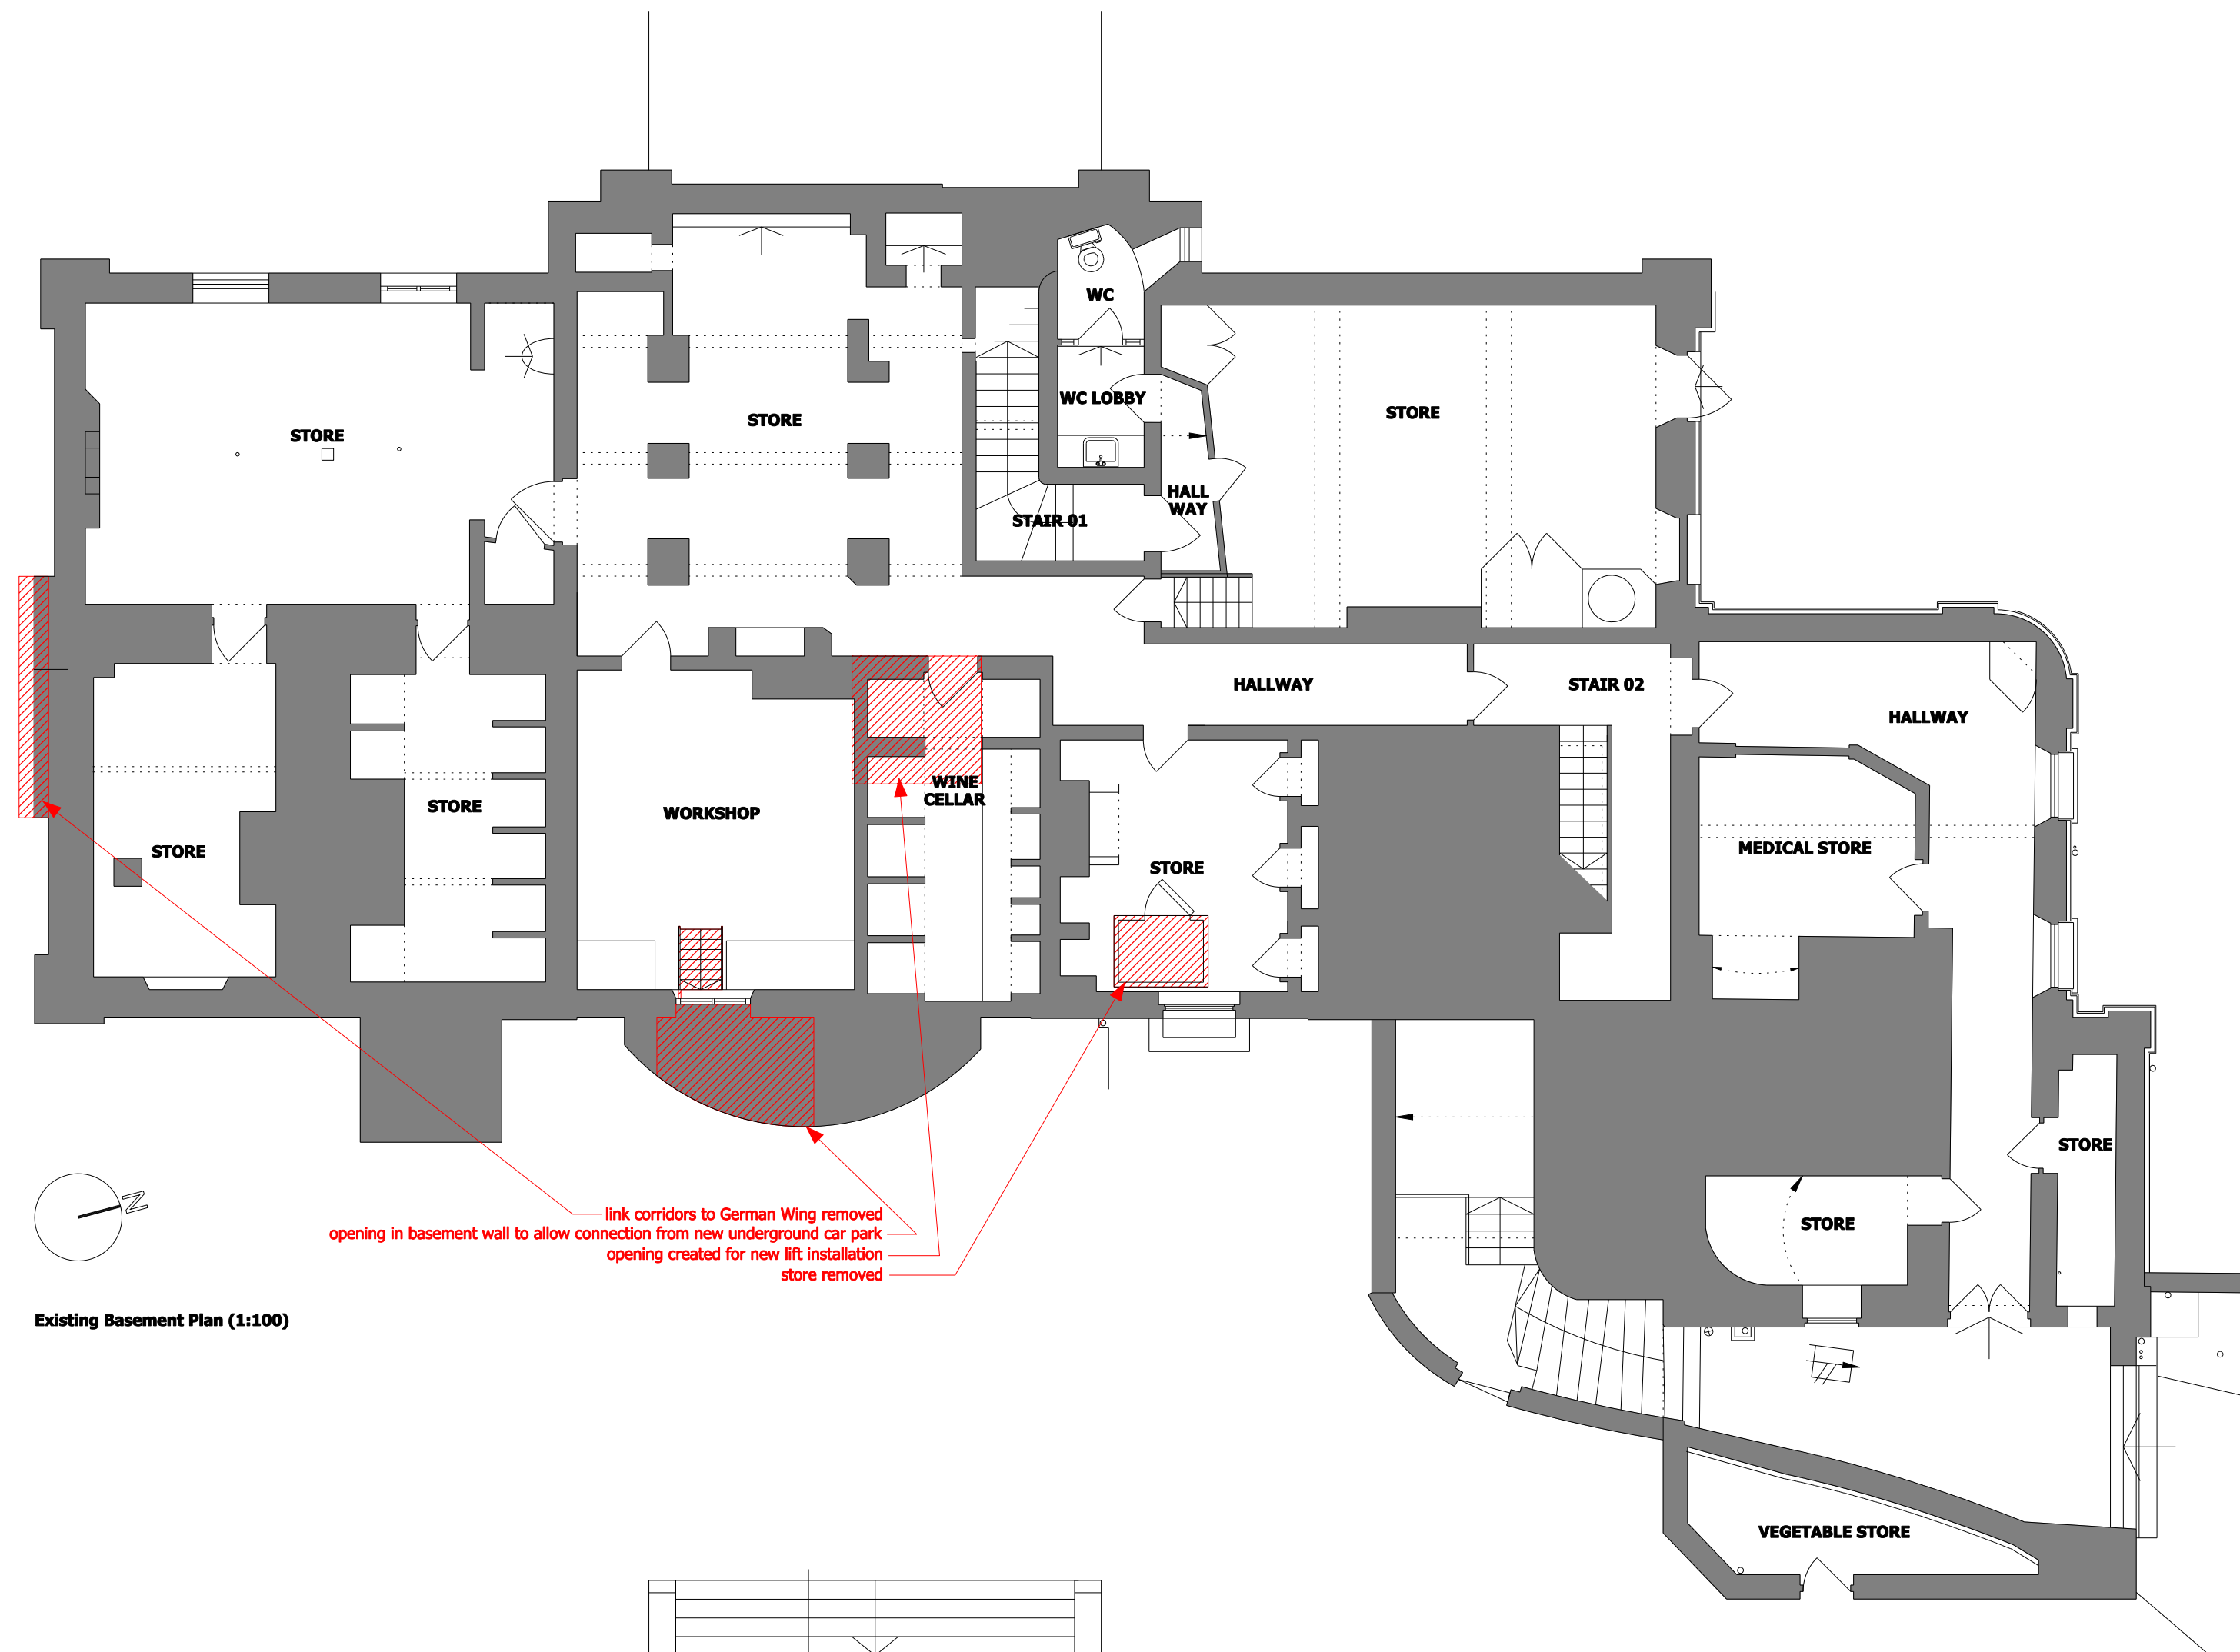 WC
WC LOBBY
STORE
STORE
STORE
HALL
WAY
STAIR 01
HALLWAY
STAIR 02
HALLWAY
WINE
CELLAR
STORE
WORKSHOP
STORE
MEDICAL STORE
STORE
STORE
N
link corridors to German Wing removed
opening in basement wall to allow connection from new underground car park
opening created for new lift installation
store removed
STORE
Existing Basement Plan (1:100)
VEGETABLE STORE